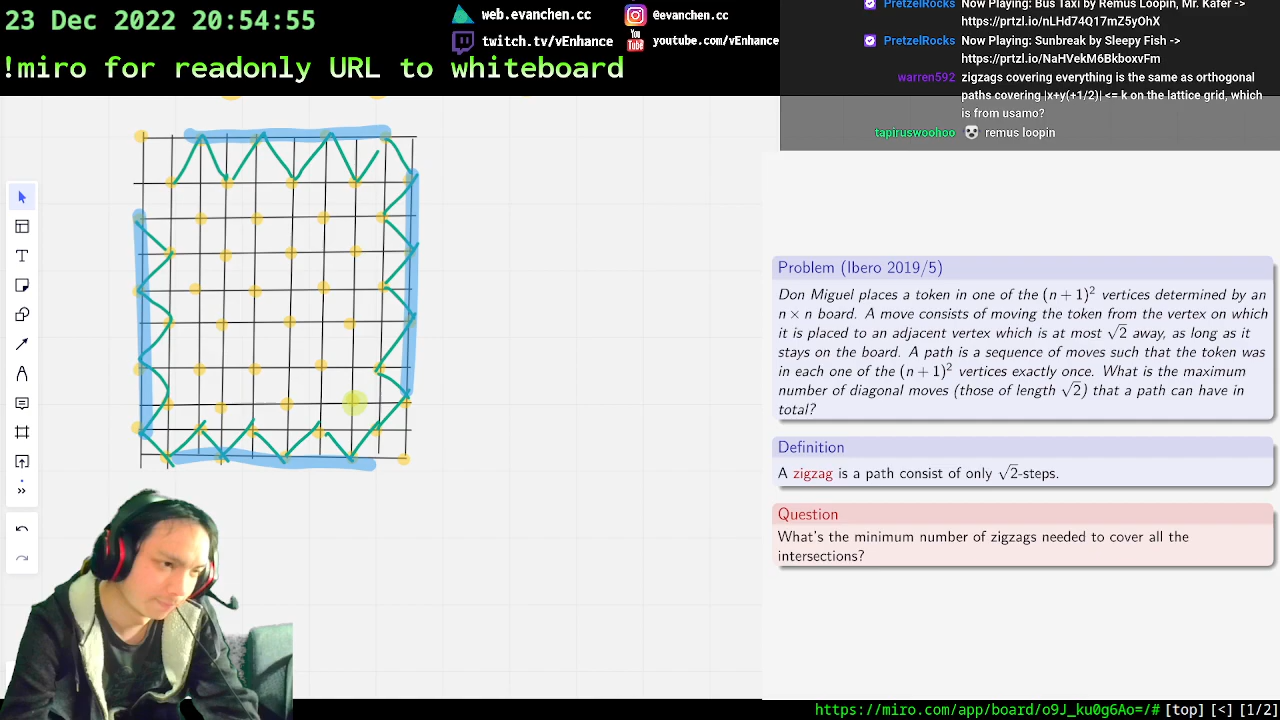 23 Dec 2022 20:54:55
!miro for readonly URL to whiteboard
web.evanchen.cc
@evanchen.cc
twitch.tv/vEnhance
youtube.com/vEnhance
PretzelRocks Now Playing: Bus Taxi by Remus Loopin, Mr. Käfer ->
https://prtzl.io/nLHd74Q17mZ5yOhX
PretzelRocks Now Playing: Sunbreak by Sleepy Fish ->
https://prtzl.io/NaHVekM6BkboxvFm
warren592 zigzags covering everything is the same as orthogonal
paths covering |x+y(+1/2)| <= k on the lattice grid, which
is from usamo?
tapiruswoohoo 💀 remus loopin
Problem (Ibero 2019/5)
Don Miguel places a token in one of the (n + 1)² vertices determined by an
n × n board. A move consists of moving the token from the vertex on which
it is placed to an adjacent vertex which is at most √2 away, as long as it
stays on the board. A path is a sequence of moves such that the token was
in each one of the (n + 1)² vertices exactly once. What is the maximum
number of diagonal moves (those of length √2) that a path can have in
total?
Definition
A zigzag is a path consist of only √2-steps.
Question
What's the minimum number of zigzags needed to cover all the
intersections?
https://miro.com/app/board/o9J_ku0g6Ao=/# [top] [<] [1/2]